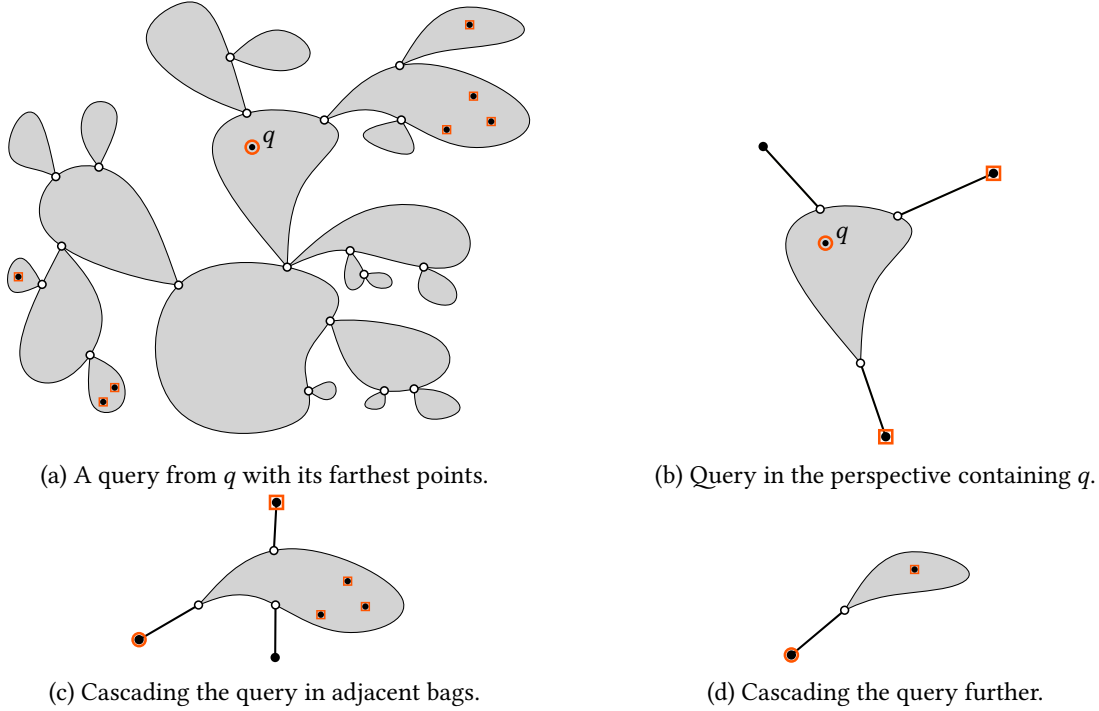 q
q
(a) A query from q with its farthest points.
(b) Query in the perspective containing q.
(c) Cascading the query in adjacent bags.
(d) Cascading the query further.